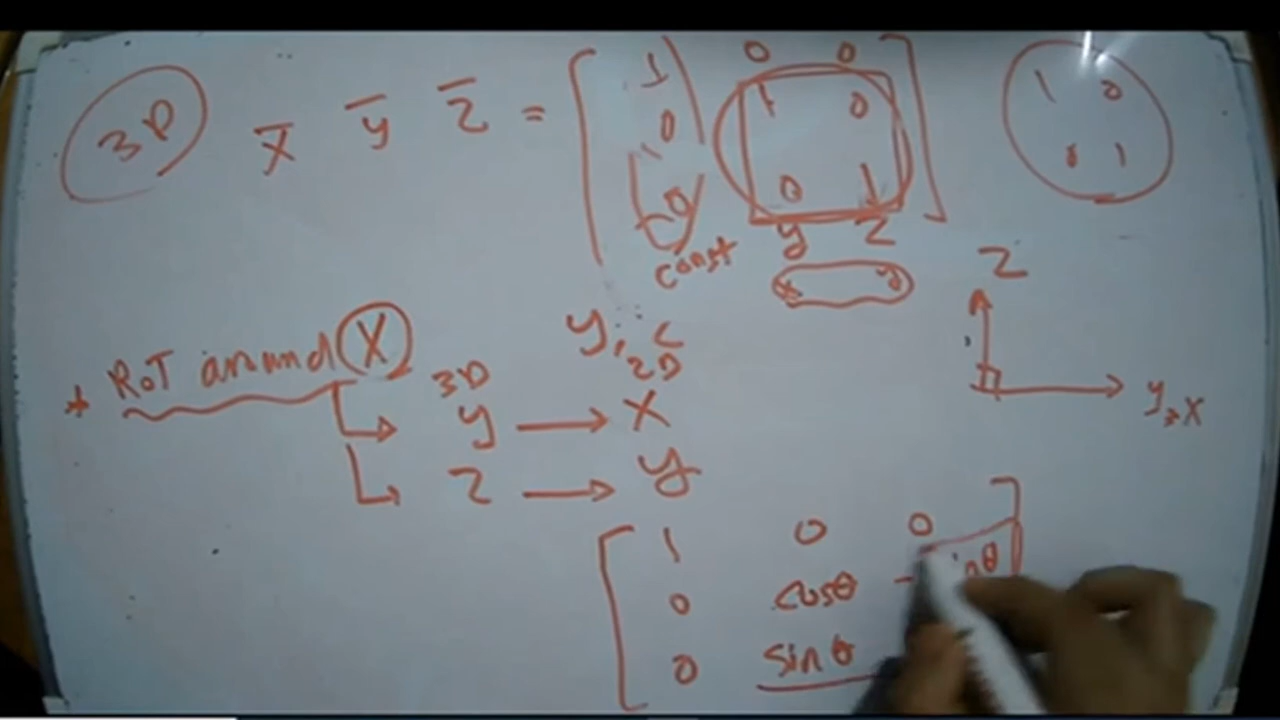 3D
X̄ ȳ Z̄ = [ 1 0 0
0 1 0
0 0 1 ]
const y Z
x y
1 0
0 1
Z
y, X
* RoT around X
y, Z
3D 2D
y → X
Z → y
[ 1 0 0 ]
0 cosθ
0 sinθ